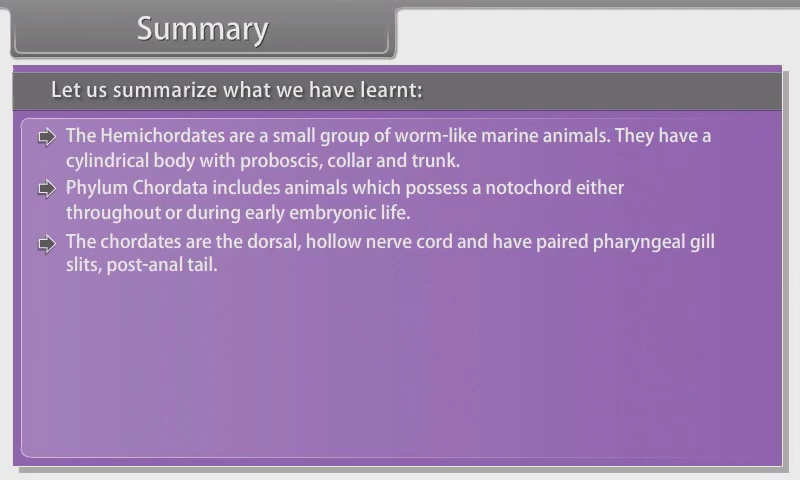 Summary
Let us summarize what we have learnt:
The Hemichordates are a small group of worm-like marine animals. They have a
cylindrical body with proboscis, collar and trunk.
Phylum Chordata includes animals which possess a notochord either
throughout or during early embryonic life.
The chordates are the dorsal, hollow nerve cord and have paired pharyngeal gill
slits, post-anal tail.